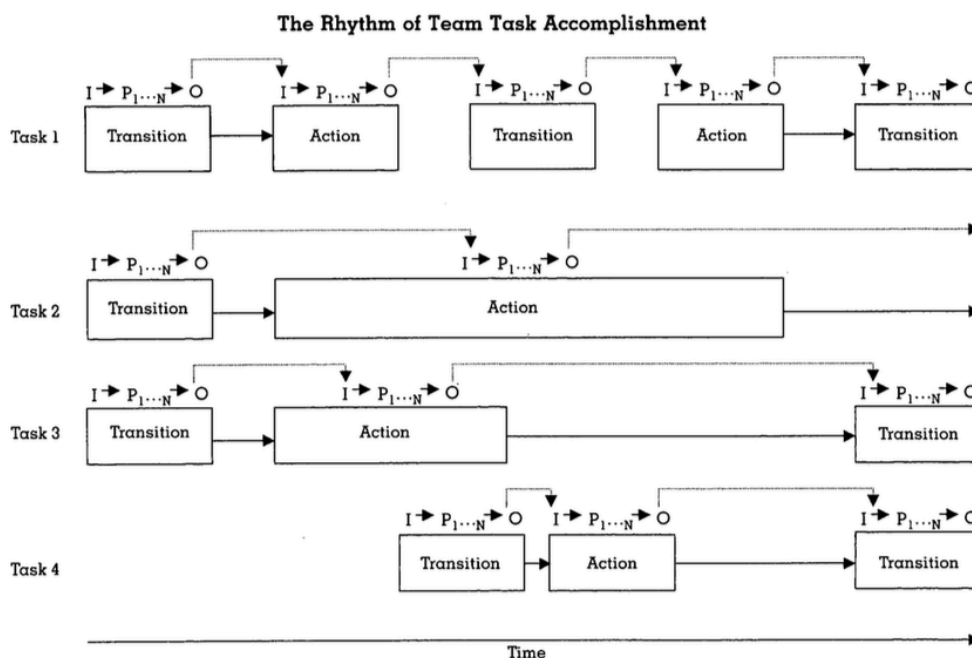 The Rhythm of Team Task Accomplishment
I P1...N O I P1...N O I P1...N O I P1...N O I P1...N O
Task 1 Transition Action Transition Action Transition
I P1...N O I P1...N O
Task 2 Transition Action
I P1...N O I P1...N O I P1...N O
Task 3 Transition Action Transition
I P1...N O I P1...N O I P1...N O
Task 4 Transition Action Transition
Time